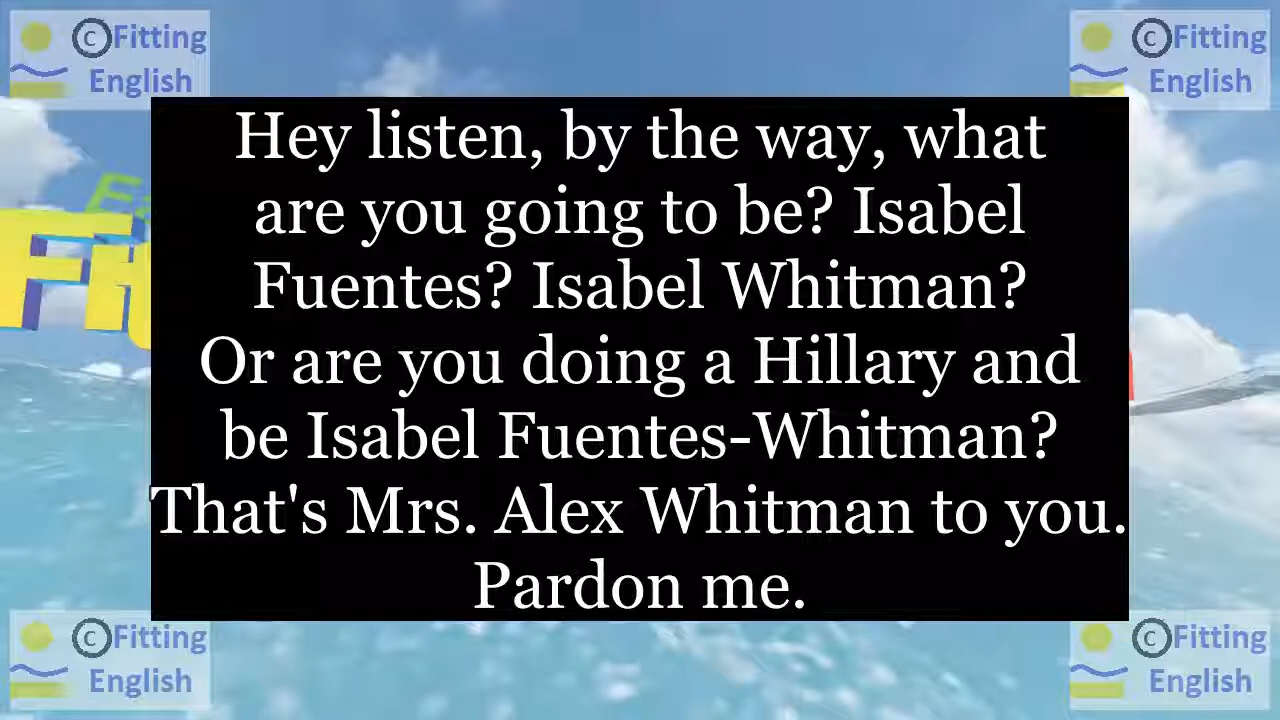 ©Fitting
English
©Fitting
English
Hey listen, by the way, what
are you going to be? Isabel
Fuentes? Isabel Whitman?
Or are you doing a Hillary and
be Isabel Fuentes-Whitman?
That's Mrs. Alex Whitman to you.
Pardon me.
©Fitting
English
©Fitting
English